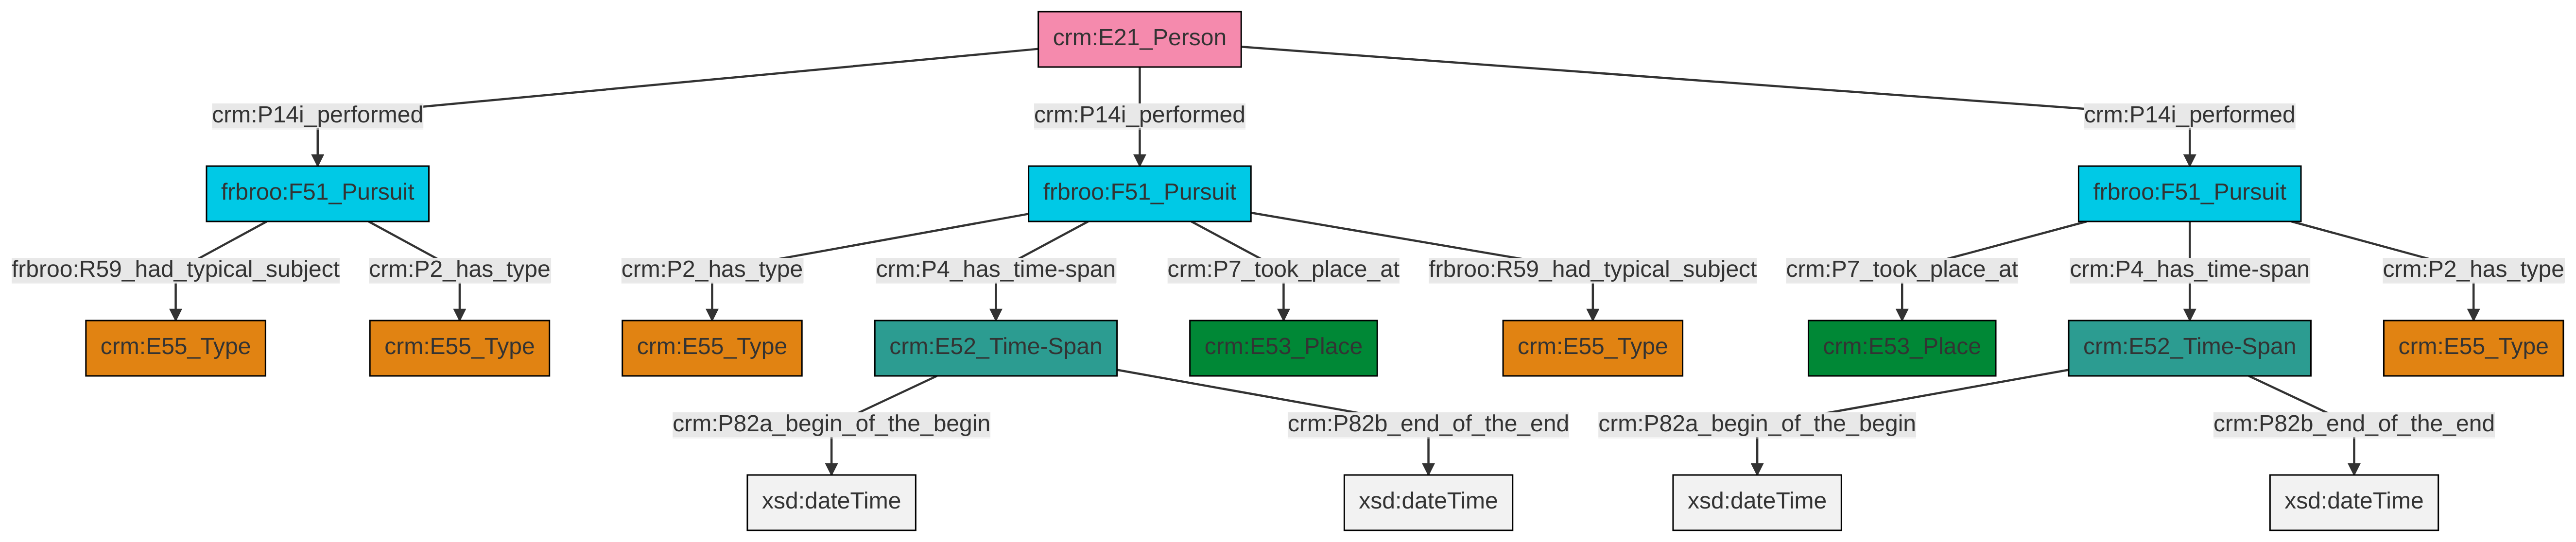 crm:E21_Person
crm:P14i_performed
crm:P14i_performed
crm:P14i_performed
frbroo:F51_Pursuit
frbroo:F51_Pursuit
frbroo:F51_Pursuit
frbroo:R59_had_typical_subject
crm:P2_has_type
crm:P2_has_type
crm:P4_has_time-span
crm:P7_took_place_at
frbroo:R59_had_typical_subject
crm:P7_took_place_at
crm:P4_has_time-span
crm:P2_has_type
crm:E55_Type
crm:E55_Type
crm:E55_Type
crm:E52_Time-Span
crm:E53_Place
crm:E55_Type
crm:E53_Place
crm:E52_Time-Span
crm:E55_Type
crm:P82a_begin_of_the_begin
crm:P82b_end_of_the_end
crm:P82a_begin_of_the_begin
crm:P82b_end_of_the_end
xsd:dateTime
xsd:dateTime
xsd:dateTime
xsd:dateTime